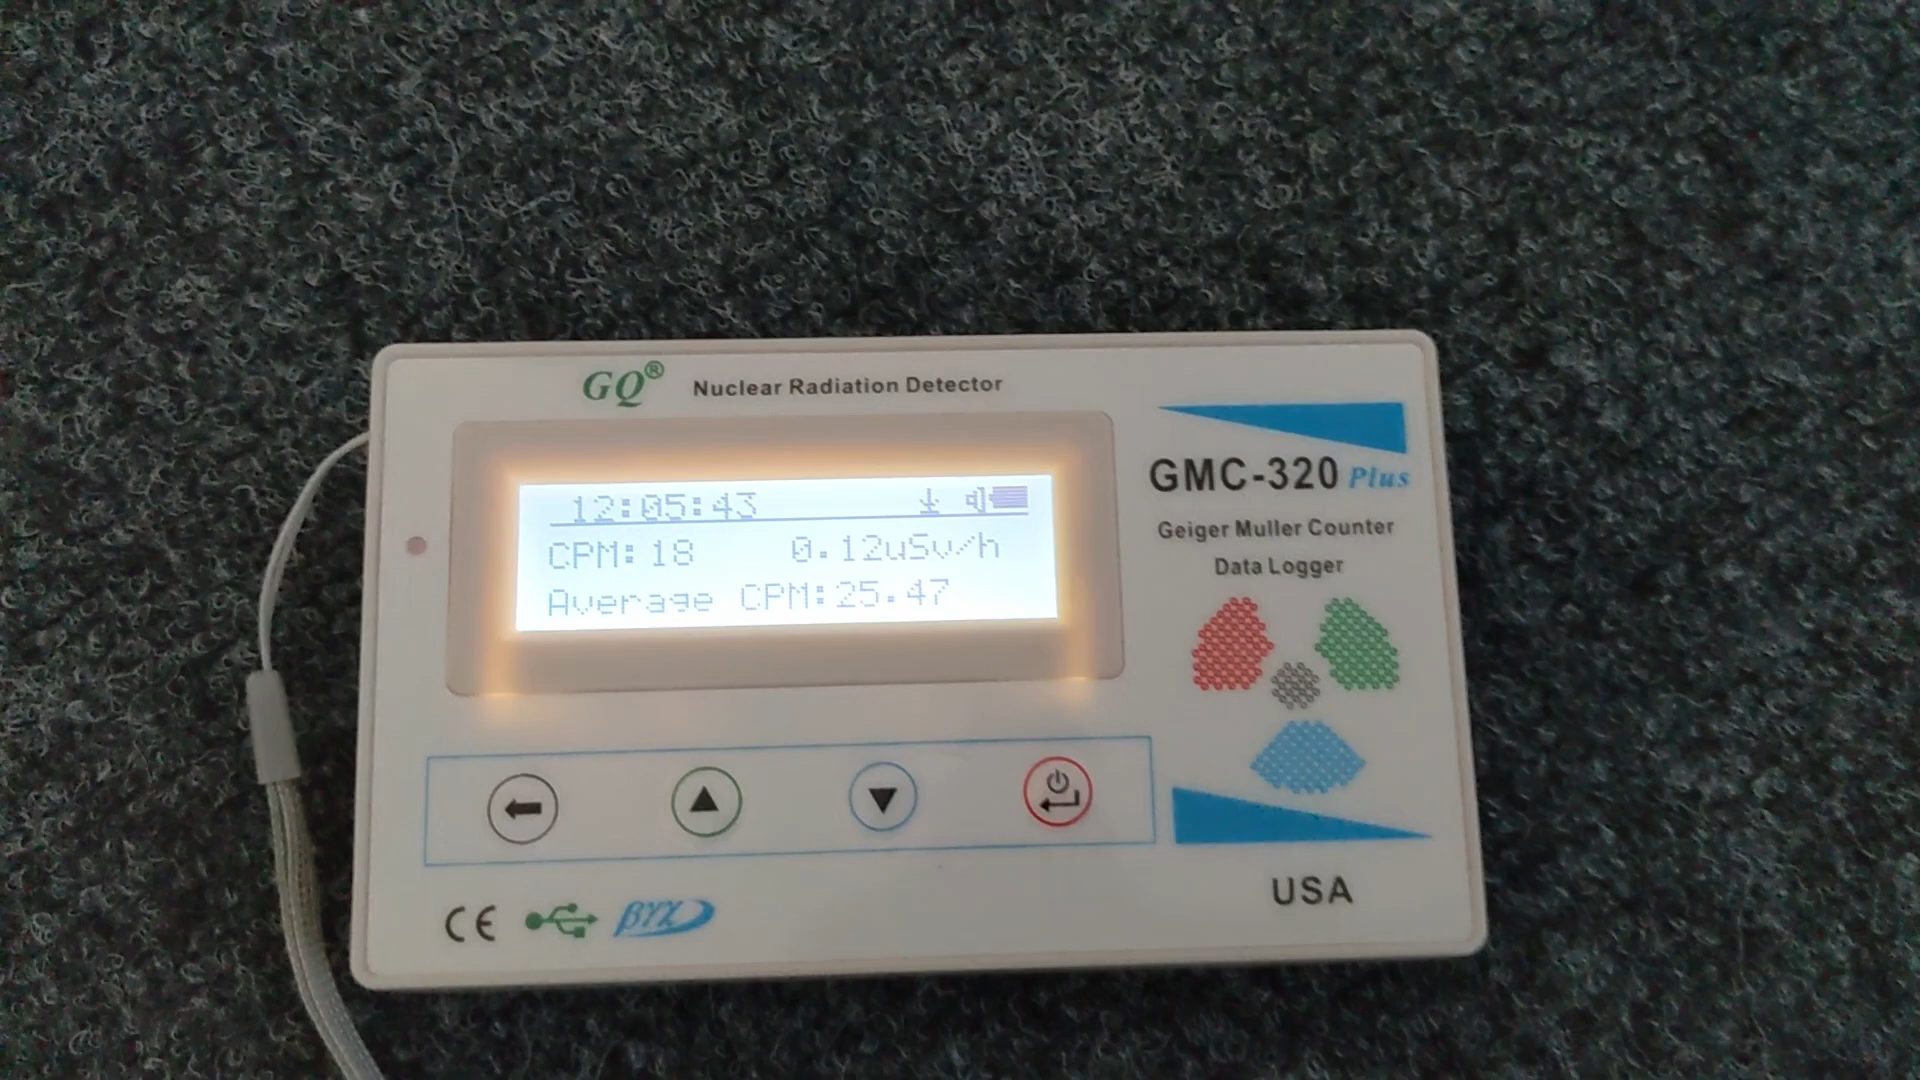 GQ® Nuclear Radiation Detector
12:05:43
CPM:18 0.12uSv/h
Average CPM:25.47
GMC-320 Plus
Geiger Muller Counter
Data Logger
CE βγχ
USA